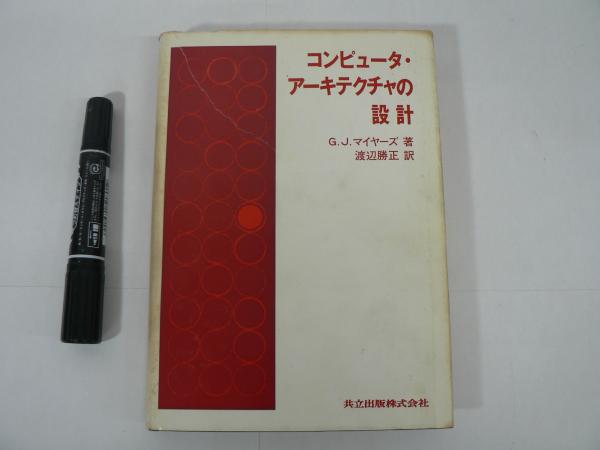 コンピュータ・
アーキテクチャの
設計
G.J.マイヤーズ 著
渡辺勝正 訳
共立出版株式会社